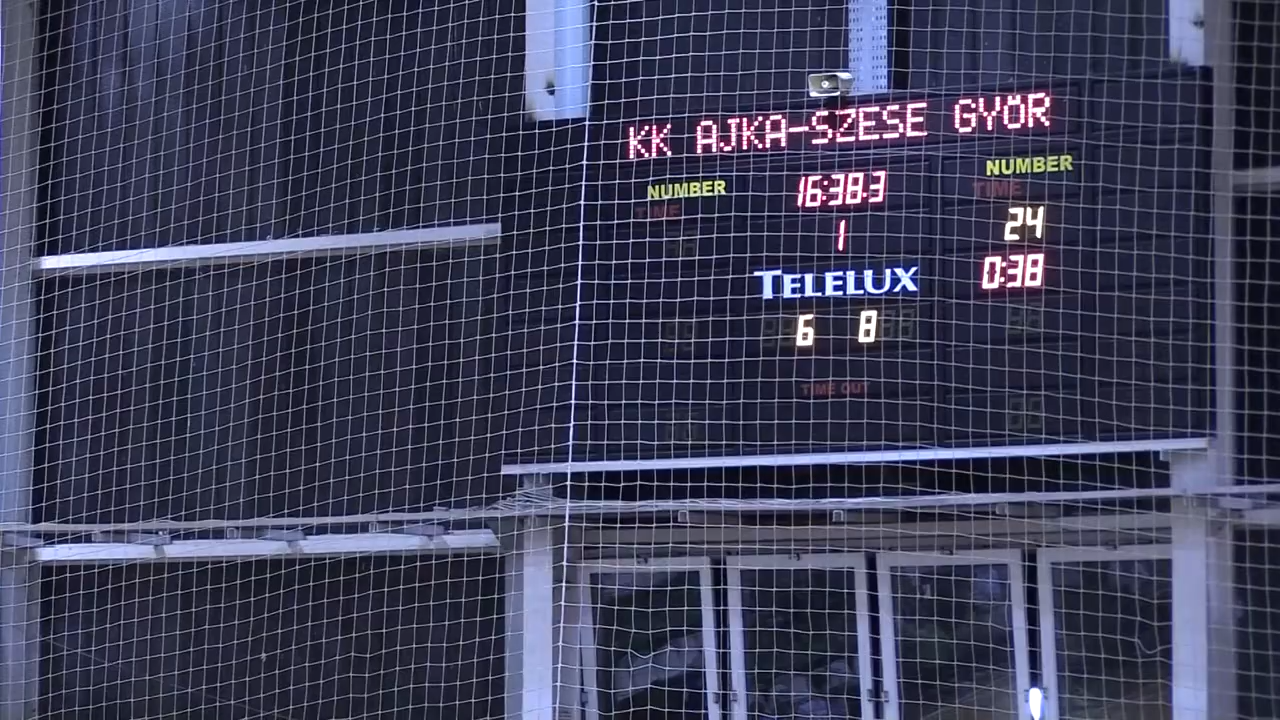 KK AJKA-SZESE GYŐR
NUMBER 16:38.3 NUMBER
TIME TIME
1 24
TELELUX 0:38
6 8
TIME OUT